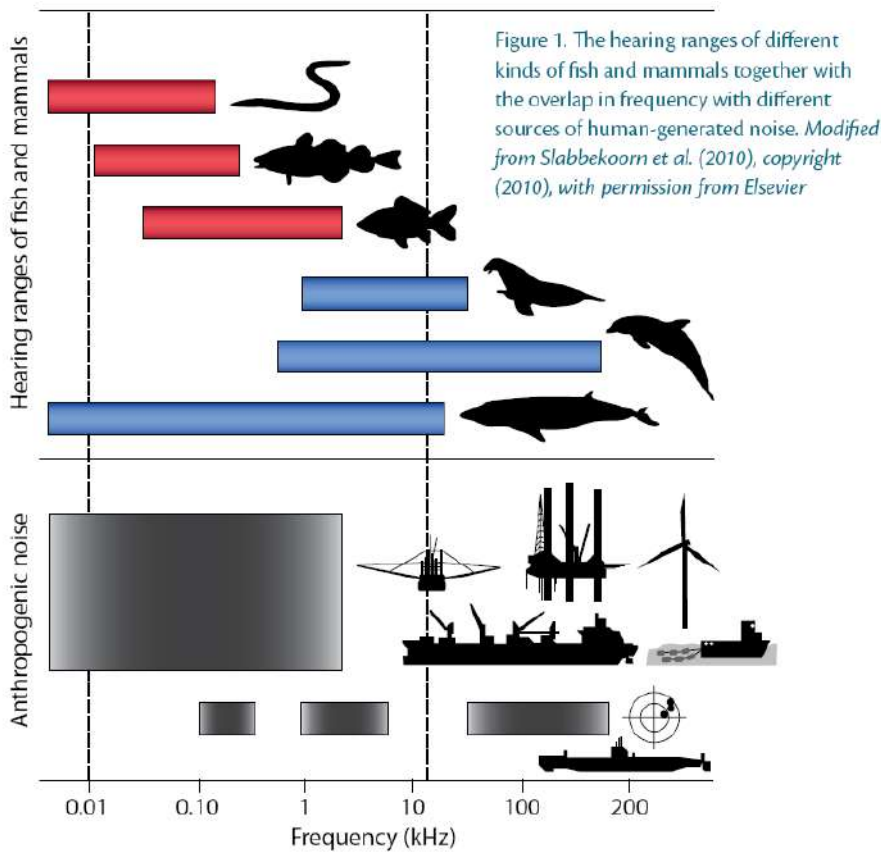 Figure 1. The hearing ranges of different
kinds of fish and mammals together with
the overlap in frequency with different
sources of human-generated noise. Modified
from Slabbekoorn et al. (2010), copyright
(2010), with permission from Elsevier
Hearing ranges of fish and mammals
Anthropogenic noise
0.01 0.10 1 10 100 200
Frequency (kHz)